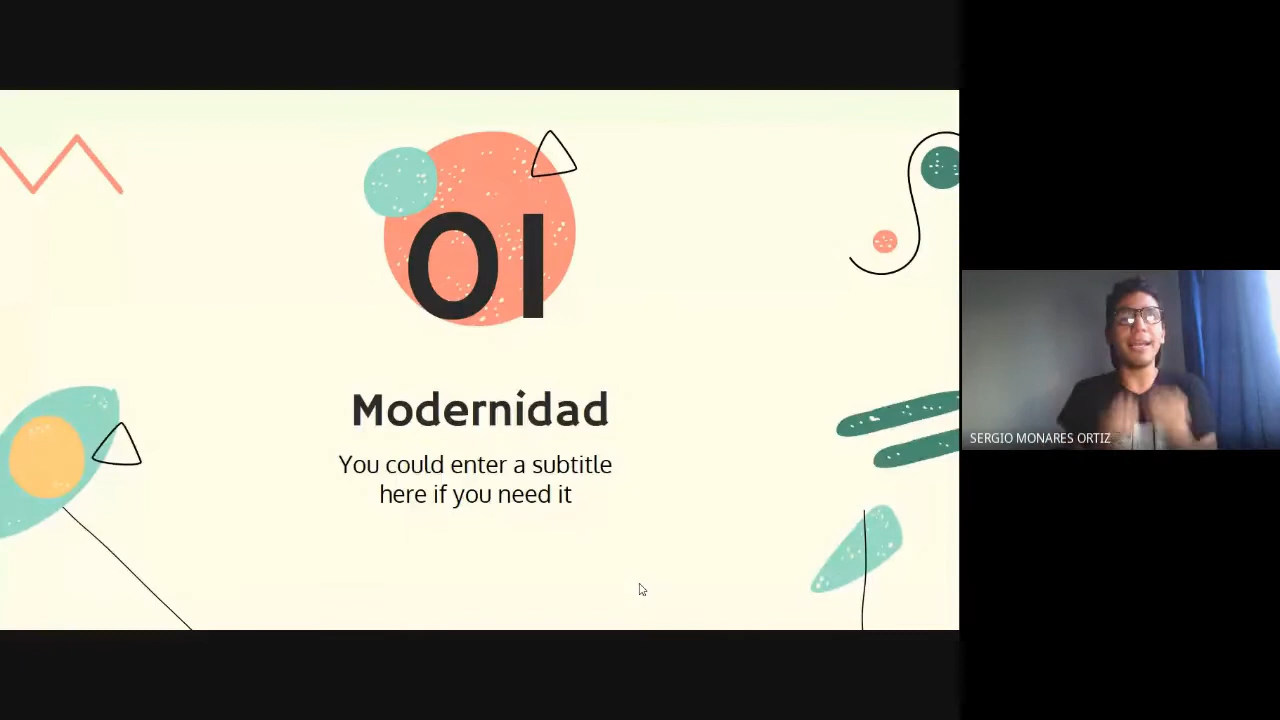 01
Modernidad
You could enter a subtitle
here if you need it
SERGIO MONARES ORTIZ